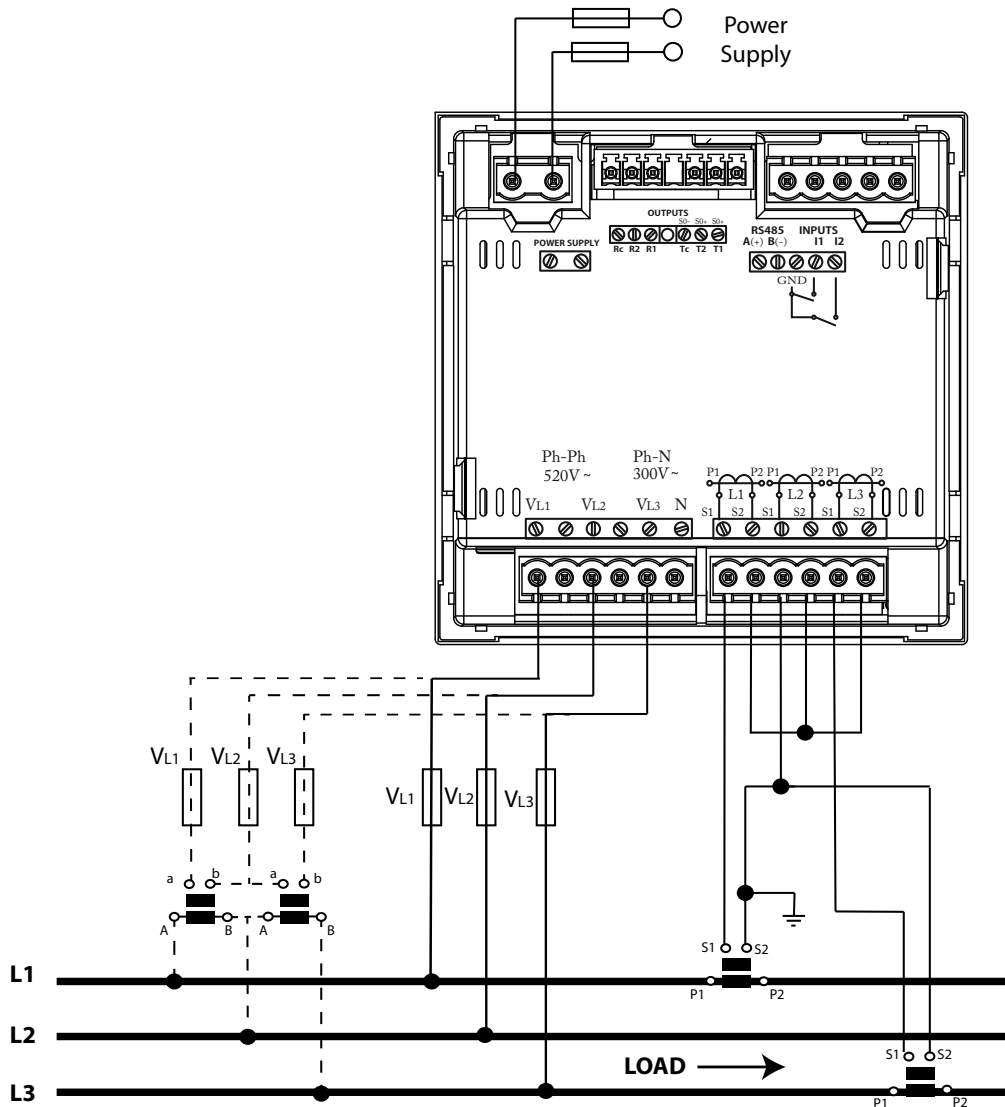 Power
Supply
OUTPUTS
S0- S0+ S0+
Rc R2 R1 Tc T2 T1
POWER SUPPLY
RS485 INPUTS
A(+) B(-) I1 I2
GND
Ph-Ph
520V ~
Ph-N
300V ~
P1 P2 P1 P2 P1 P2
L1 L2 L3
VL1 VL2 VL3 N
S1 S2 S1 S2 S1 S2
VL1 VL2 VL3
VL1 VL2 VL3
a b a b
A B A B
S1 S2
L1
P1 P2
L2
LOAD
S1 S2
L3
P1 P2